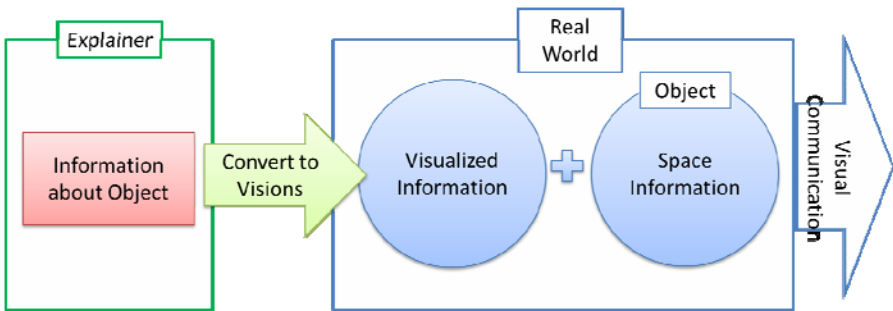 Explainer
Information
about Object
Convert to
Visions
Real
World
Visualized
Information
Object
Space
Information
Visual
Communication